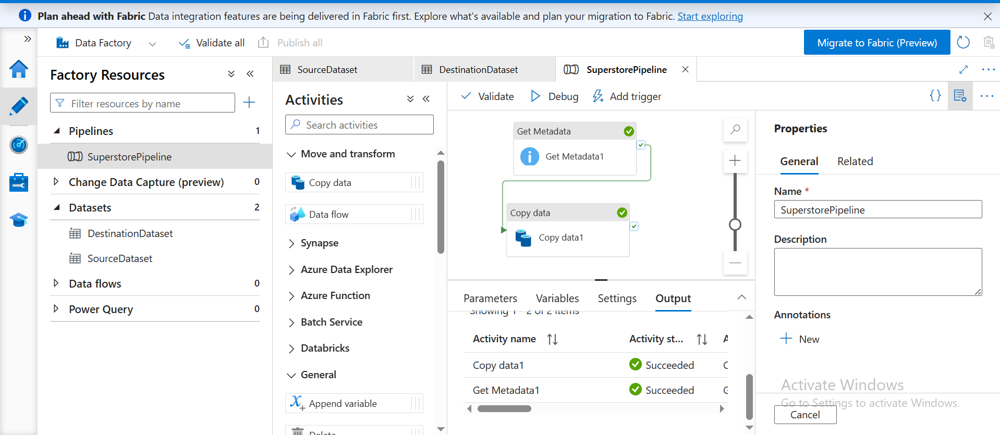 Plan ahead with Fabric Data integration features are being delivered in Fabric first. Explore what's available and plan your migration to Fabric. Start exploring
Data Factory
Validate all
Publish all
Migrate to Fabric (Preview)
Factory Resources
Filter resources by name
Pipelines 1
SuperstorePipeline
Change Data Capture (preview) 0
Datasets 2
DestinationDataset
SourceDataset
Data flows 0
Power Query 0
SourceDataset
DestinationDataset
SuperstorePipeline
Activities
Search activities
Move and transform
Copy data
Data flow
Synapse
Azure Data Explorer
Azure Function
Batch Service
Databricks
General
Append variable
Delete
Validate
Debug
Add trigger
Get Metadata
Get Metadata1
Copy data
Copy data1
Parameters
Variables
Settings
Output
Showing 1 - 2 of 2 items
Activity name
Activity st...
Copy data1
Succeeded
Get Metadata1
Succeeded
Properties
General
Related
Name *
SuperstorePipeline
Description
Annotations
New
Activate Windows
Go to Settings to activate Windows.
Cancel